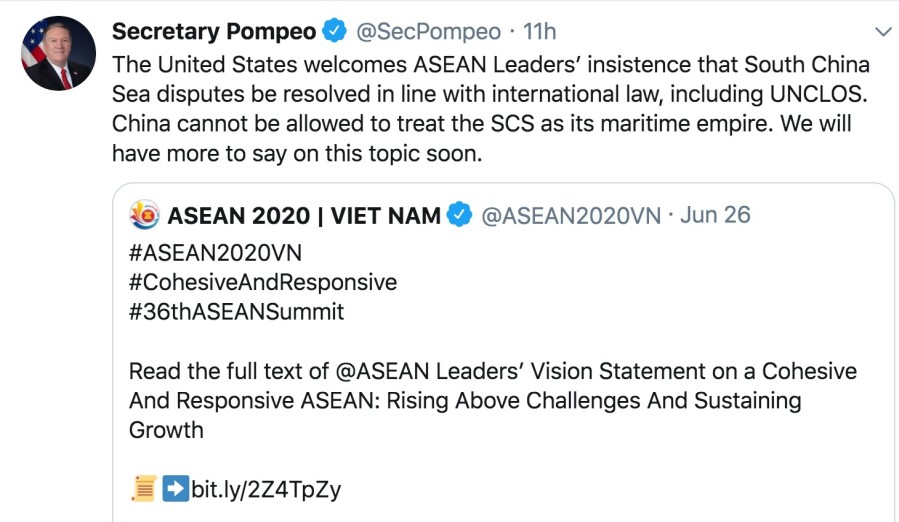 Secretary Pompeo @SecPompeo · 11h
The United States welcomes ASEAN Leaders’ insistence that South China
Sea disputes be resolved in line with international law, including UNCLOS.
China cannot be allowed to treat the SCS as its maritime empire. We will
have more to say on this topic soon.
ASEAN 2020 | VIET NAM @ASEAN2020VN · Jun 26
#ASEAN2020VN
#CohesiveAndResponsive
#36thASEANSummit
Read the full text of @ASEAN Leaders’ Vision Statement on a Cohesive
And Responsive ASEAN: Rising Above Challenges And Sustaining
Growth
📜 ➡️bit.ly/2Z4TpZy